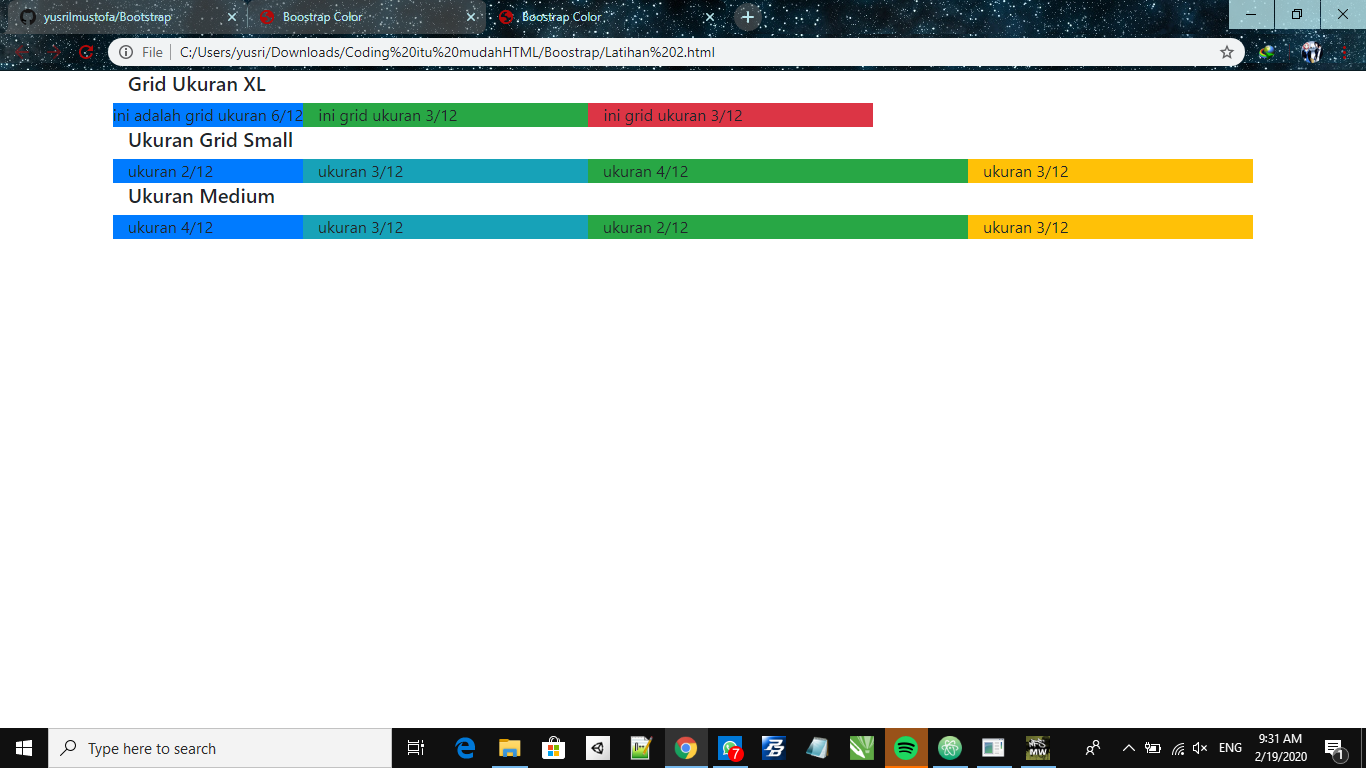 yusrilmustofa/Bootstrap
Boostrap Color
Boostrap Color
File
C:/Users/yusri/Downloads/Coding%20itu%20mudahHTML/Boostrap/Latihan%202.html
Grid Ukuran XL
ini adalah grid ukuran 6/12 ini grid ukuran 3/12 ini grid ukuran 3/12
Ukuran Grid Small
ukuran 2/12 ukuran 3/12 ukuran 4/12 ukuran 3/12
Ukuran Medium
ukuran 4/12 ukuran 3/12 ukuran 2/12 ukuran 3/12
Type here to search
7
MW
ENG
9:31 AM
2/19/2020
1